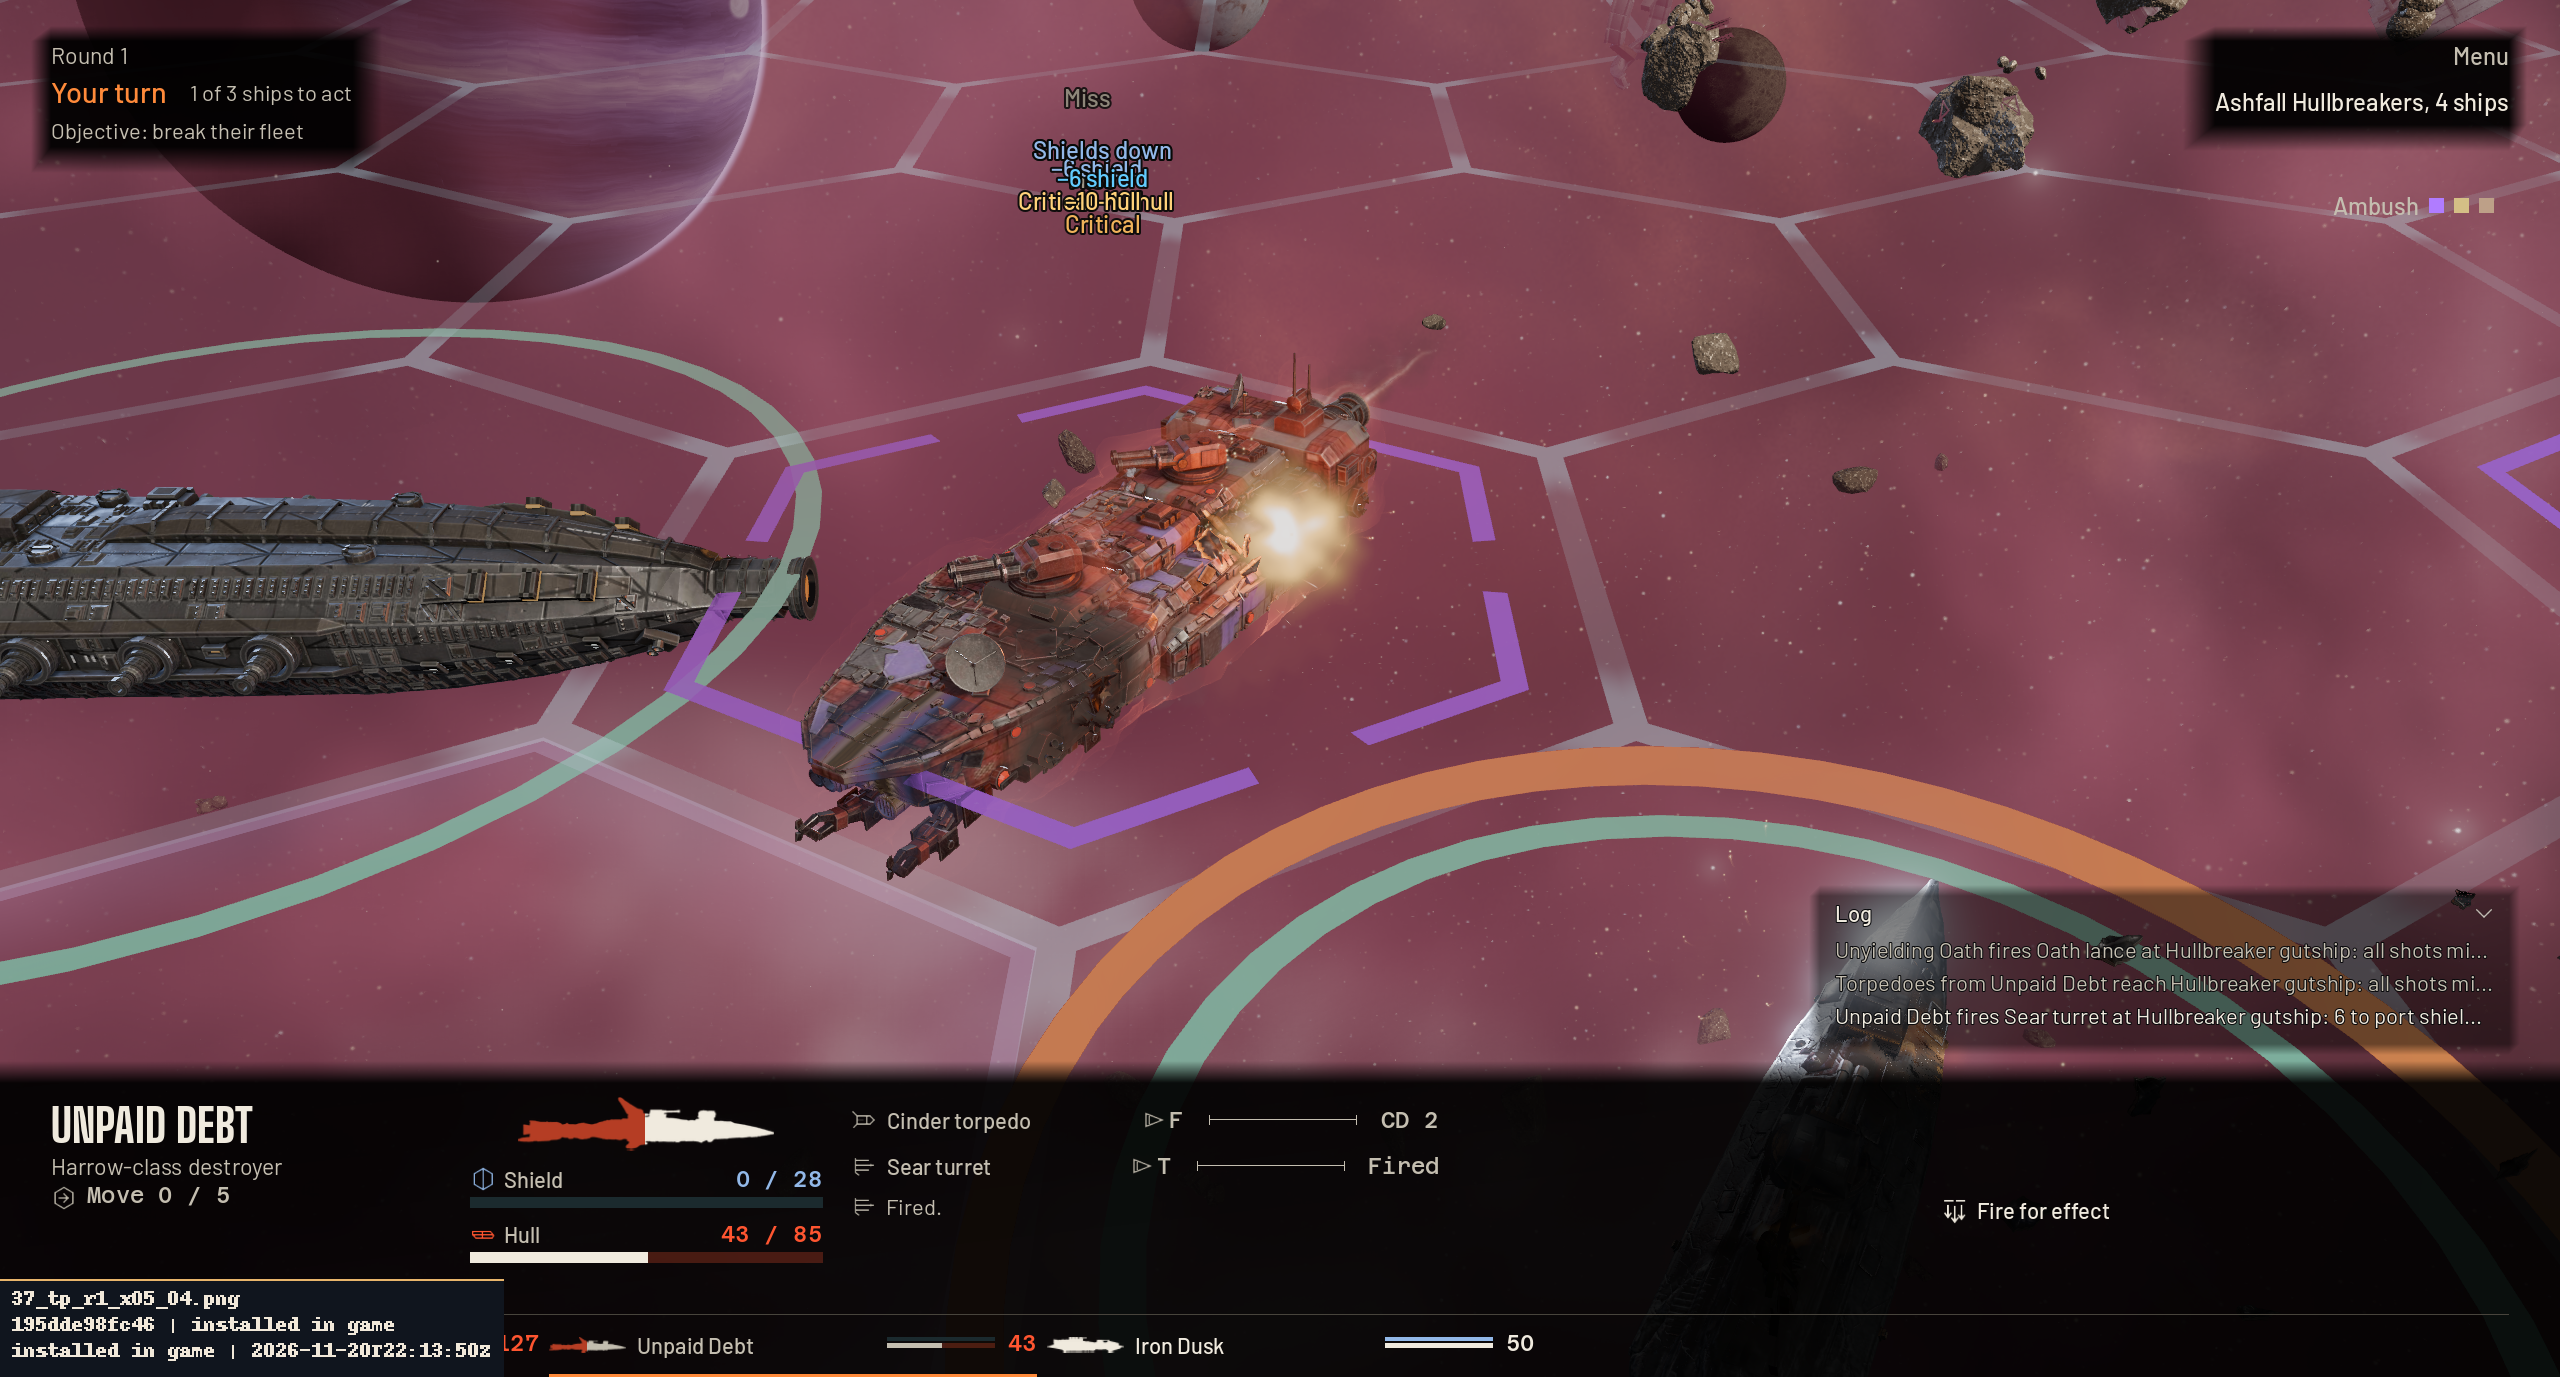 Round 1
Your turn 1 of 3 ships to act
Objective: break their fleet
Menu
Ashfall Hullbreakers, 4 ships
Ambush
Miss
Shields down
-6 shield
-10 hull
Critical
Log
Unyielding Oath fires Oath lance at Hullbreaker gutship: all shots mi...
Torpedoes from Unpaid Debt reach Hullbreaker gutship: all shots mi...
Unpaid Debt fires Sear turret at Hullbreaker gutship: 6 to port shiel...
UNPAID DEBT
Harrow-class destroyer
Move 0 / 5
Shield 0 / 28
Hull 43 / 85
Cinder torpedo F CD 2
Sear turret T Fired
Fired.
Fire for effect
37_tp_r1_x05_04.png
195dde98fc46 | installed in game
installed in game | 2026-11-20T22:13:50Z
127 Unpaid Debt 43 Iron Dusk 50